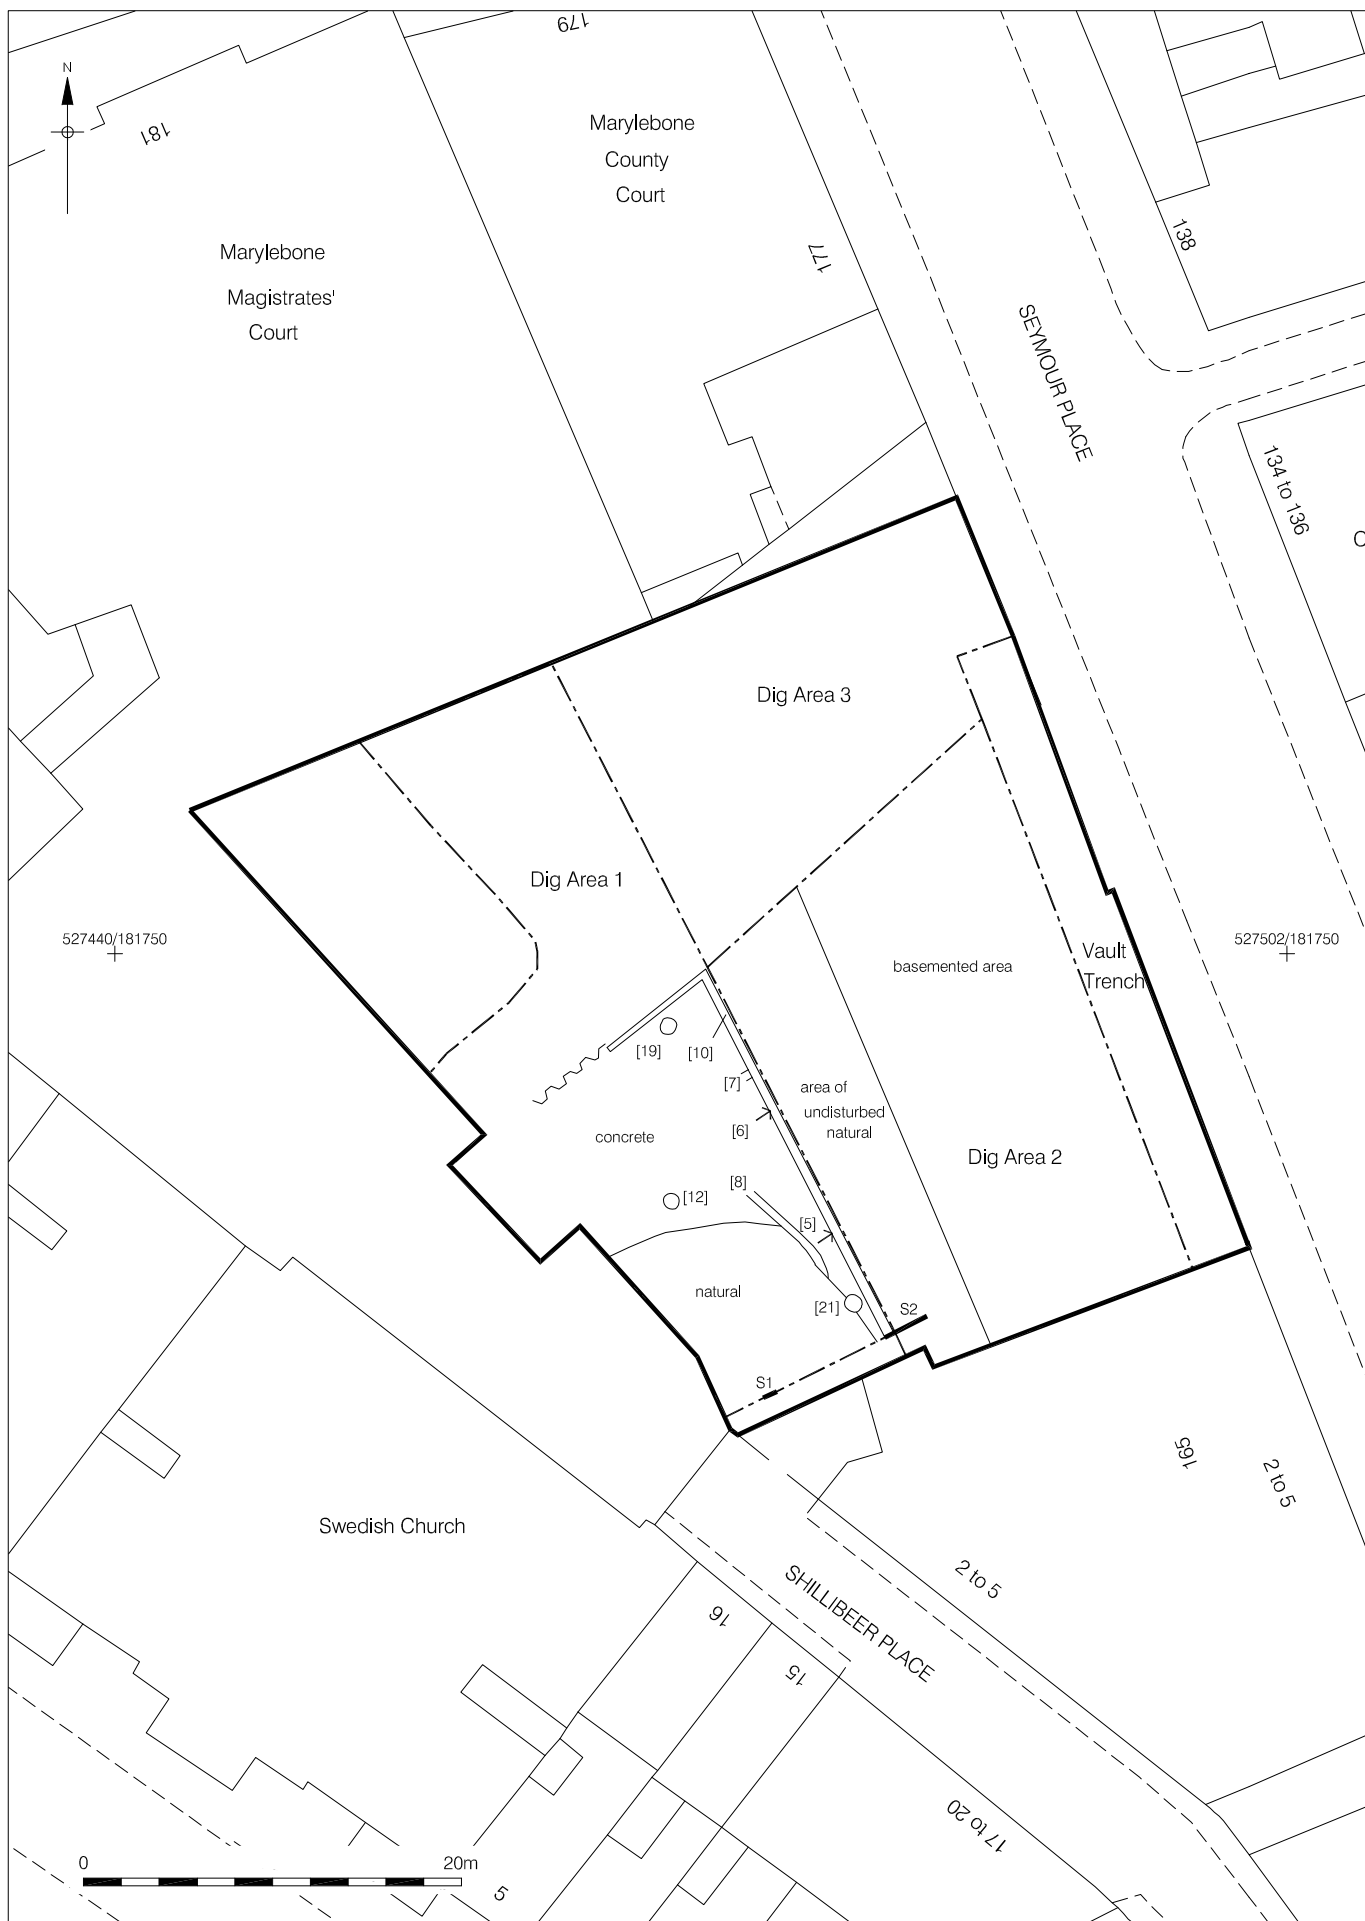 179
N
181
Marylebone
County
Court
138
177
Marylebone
Magistrates'
Court
SEYMOUR PLACE
134 to 136
C
Dig Area 3
Dig Area 1
527440/181750
527502/181750
basemented area
Vault
Trench
[19]
[10]
[7]
area of
undisturbed
natural
[6]
concrete
Dig Area 2
[8]
[12]
[5]
natural
[21]
S2
S1
165
2 to 5
Swedish Church
2 to 5
SHILLIBEER PLACE
16
15
17 to 20
0
20m
5